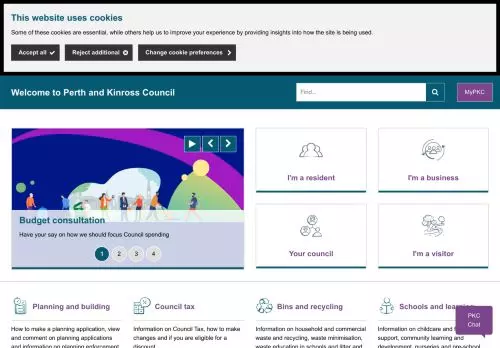 This website uses cookies
Some of these cookies are essential, while others help us to improve your experience by providing insights into how the site is being used.
Accept all
Reject additional
Change cookie preferences
Welcome to Perth and Kinross Council
Find...
MyPKC
Budget consultation
Have your say on how we should focus Council spending
1 2 3 4
I'm a resident
I'm a business
Your council
I'm a visitor
Planning and building
Council tax
Bins and recycling
Schools and learning
PKC
Chat
How to make a planning application, view
and comment on planning applications
and information on planning enforcement
Information on Council Tax, how to make
changes and if you are eligible for a
discount
Information on household and commercial
waste and recycling, waste minimisation,
waste education in schools and litter and
Information on childcare and f
support, community learning and
development, nurseries and preschool